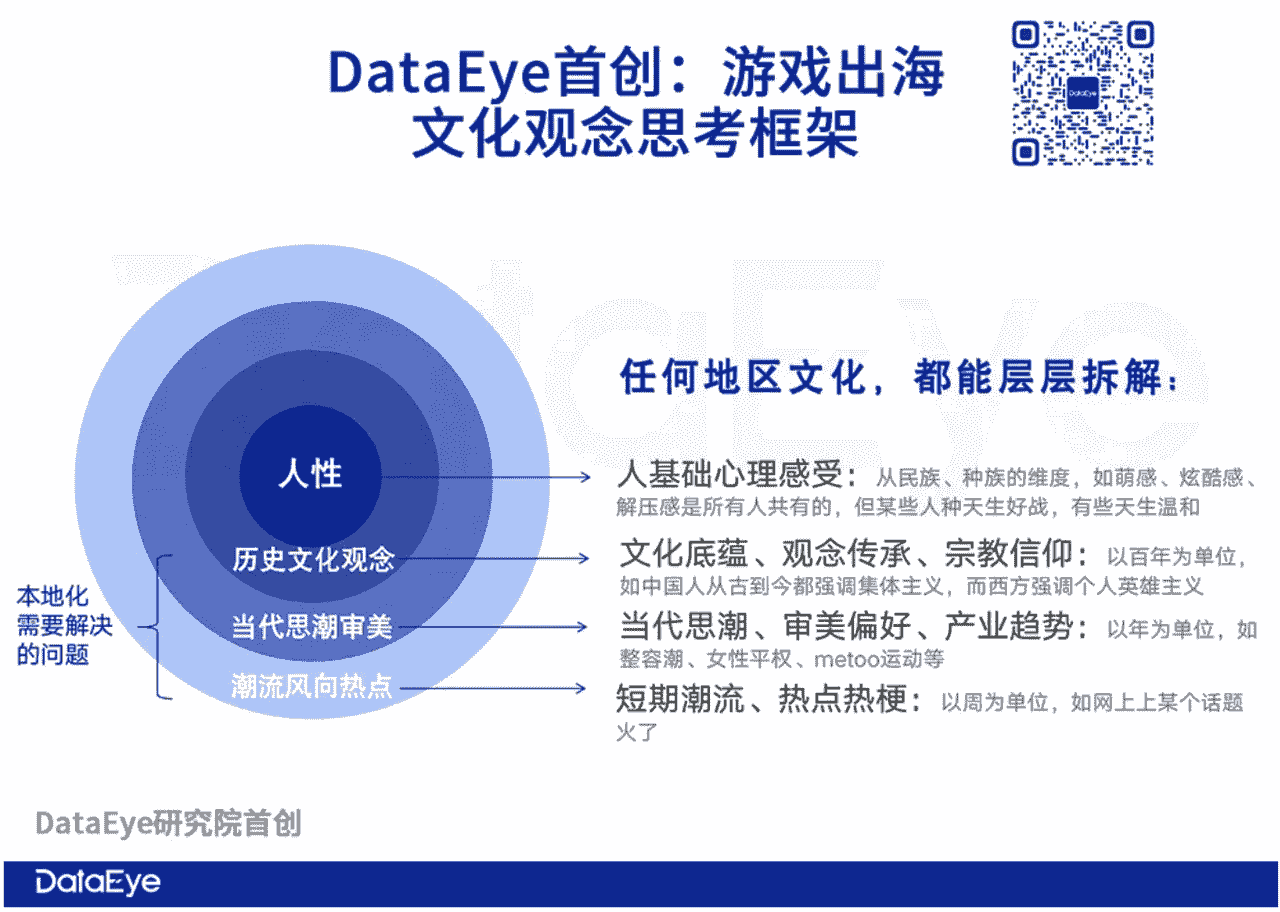 DataEye首创：游戏出海
文化观念思考框架
DataEye
任何地区文化，都能层层拆解：
人性
人基础心理感受：从民族、种族的维度，如萌感、炫酷感、
解压感是所有人共有的，但某些人种天生好战，有些天生温和
历史文化观念
文化底蕴、观念传承、宗教信仰：以百年为单位，
如中国人从古到今都强调集体主义，而西方强调个人英雄主义
本地化
需要解决
的问题
当代思潮审美
当代思潮、审美偏好、产业趋势：以年为单位，如
整容潮、女性平权、metoo运动等
潮流风向热点
短期潮流、热点热梗：以周为单位，如网上上某个话题
火了
DataEye
DataEye研究院首创
DataEye